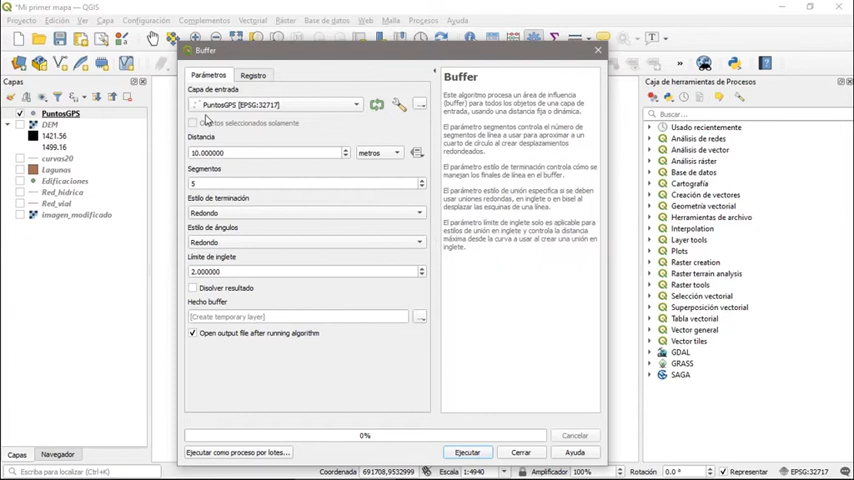 *Mi primer mapa — QGIS
Proyecto Edición Ver Capa Configuración Complementos Vectorial Ráster Base de datos Web Malla Procesos Ayuda
Buffer
Capas
PuntosGPS
DEM
1421.56
1499.16
curvas20
Lagunas
Edificaciones
Red_hidrica
Red_vial
imagen_modificado
Parámetros Registro
Capa de entrada
PuntosGPS [EPSG:32717]
Objetos seleccionados solamente
Distancia
10.000000 metros
Segmentos
5
Estilo de terminación
Redondo
Estilo de ángulos
Redondo
Límite de inglete
2.000000
Disolver resultado
Hecho buffer
[Create temporary layer]
Open output file after running algorithm
Buffer
Este algoritmo procesa un área de influencia
(buffer) para todos los objetos de una capa de
entrada, usando una distancia fija o dinámica.
El parámetro segmentos controla el número de
segmentos de línea a usar para aproximar a un
cuarto de círculo al crear desplazamientos
redondeados.
El parámetro estilo de terminación controla cómo se
manejan los finales de línea en el buffer.
El parámetro estilo de unión especifica si se deben
usar uniones redondas, en inglete o en bisel al
desplazar las esquinas de una línea.
El parámetro límite de inglete solo es applicable para
estilos de unión en inglete y controla la distancia
máxima desde la curva a usar al crear una unión en
inglete.
0% Cancelar
Ejecutar como proceso por lotes... Ejecutar Cerrar Ayuda
Caja de herramientas de Procesos
Buscar...
Usado recientemente
Análisis de redes
Análisis de vector
Análisis ráster
Base de datos
Cartografía
Creación de vectores
Geometría vectorial
Herramientas de archivo
Interpolation
Layer tools
Plots
Raster creation
Raster terrain analysis
Raster tools
Selección vectorial
Superposición vectorial
Tabla vectorial
Vector general
Vector tiles
GDAL
GRASS
SAGA
Capas Navegador
Escriba para localizar (Ctrl+K) Coordenada 691708,9532999 Escala 1:4940 Amplificador 100% Rotación 0.0 ° Representar EPSG:32717